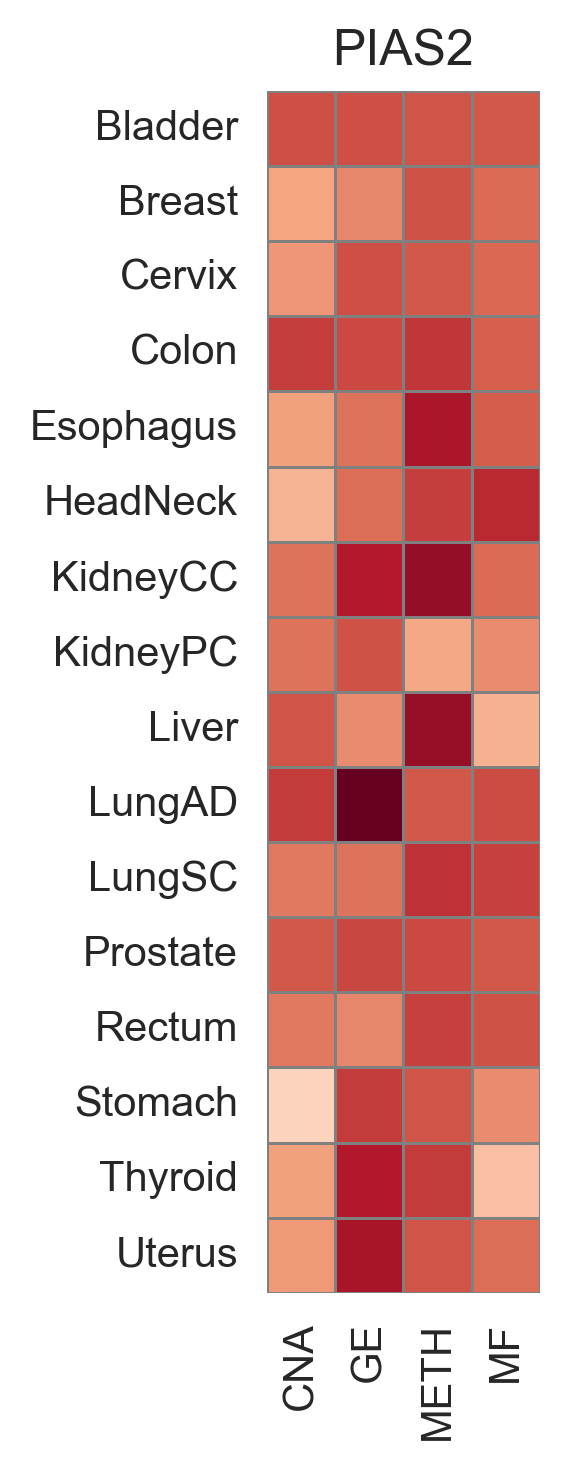 PIAS2
Bladder
Breast
Cervix
Colon
Esophagus
HeadNeck
KidneyCC
KidneyPC
Liver
LungAD
LungSC
Prostate
Rectum
Stomach
Thyroid
Uterus
CNA
GE
METH
MF